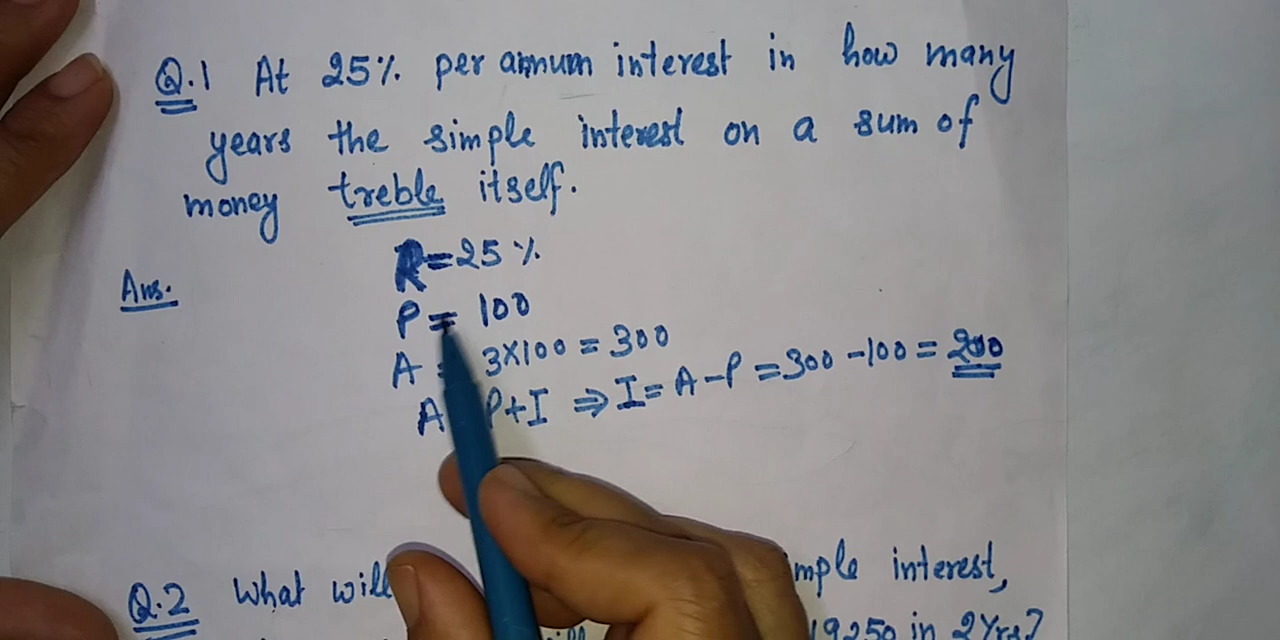 Q.1 At 25% per annum interest in how many
years the simple interest on a sum of
money treble itself.
Ans.
R = 25 %
P = 100
A = 3×100 = 300
A P+I ⇒ I = A-P = 300 -100 = 200
Q.2 What will interest,
19250 in 2Yrs?